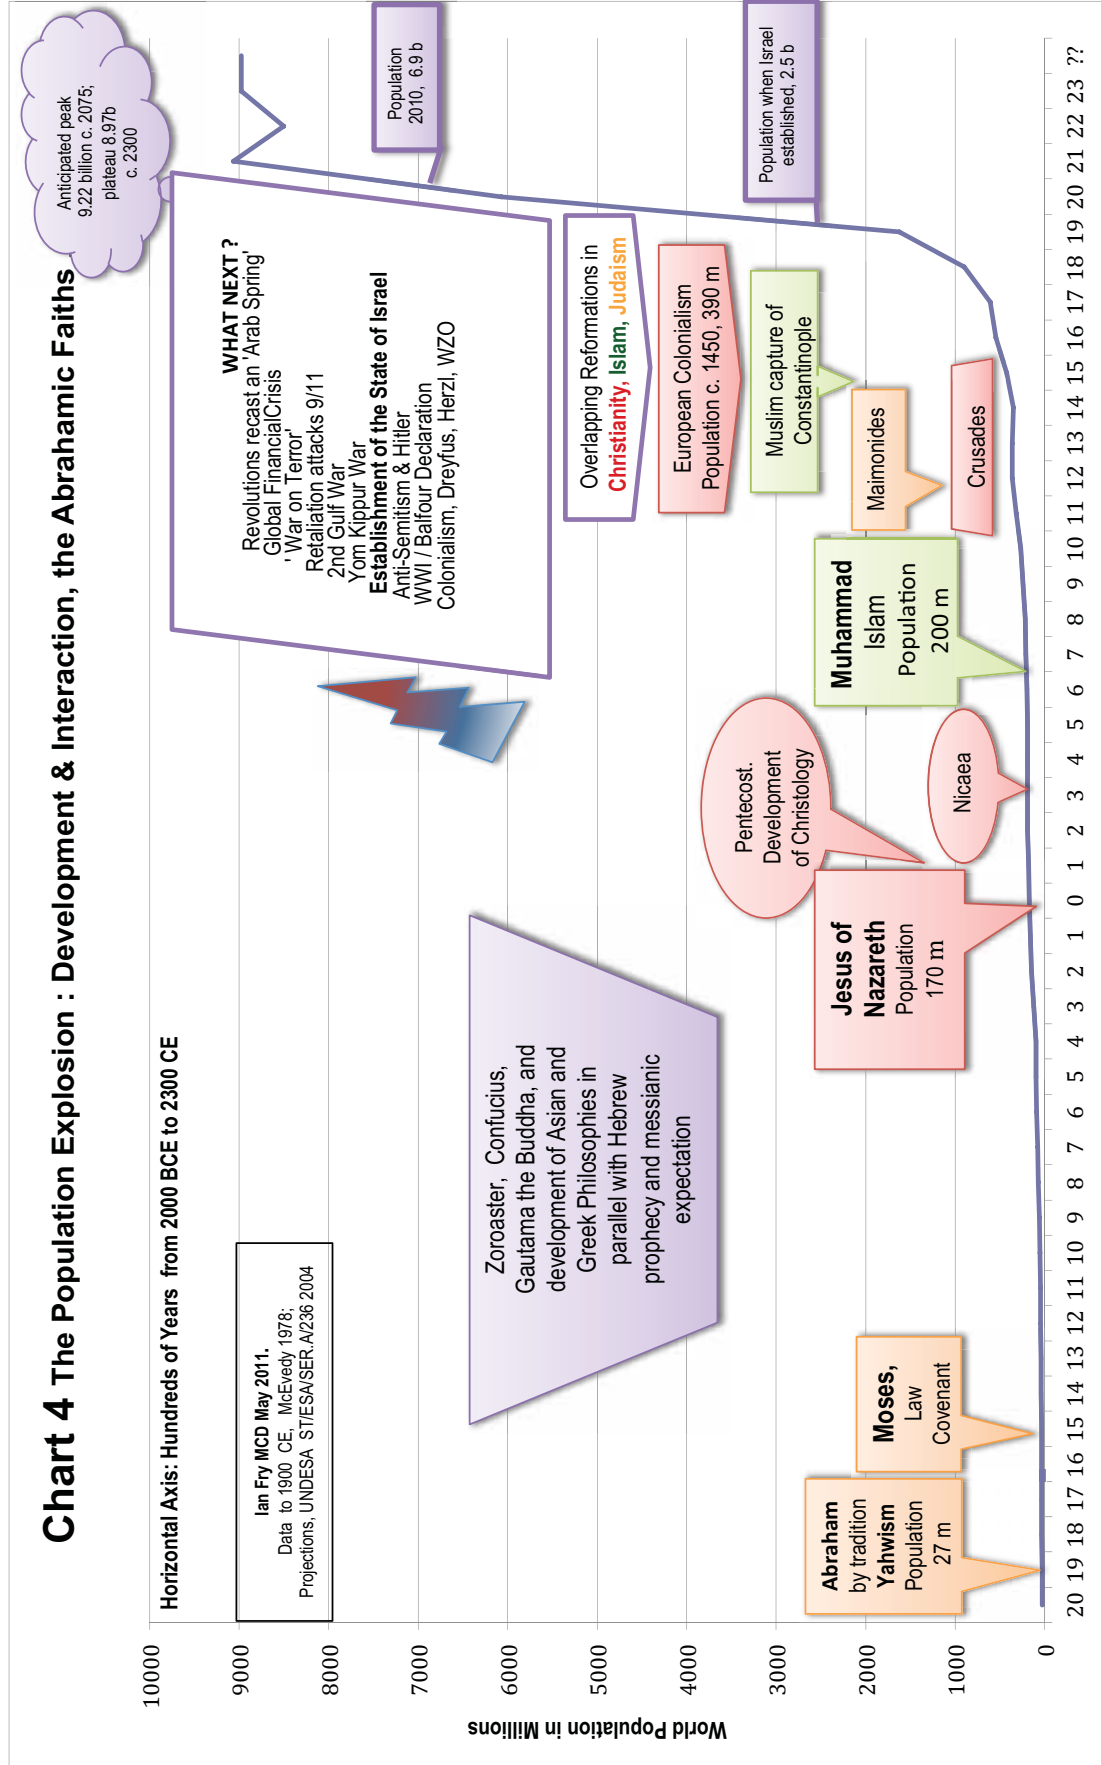 Chart 4 The Population Explosion : Development & Interaction, the Abrahamic Faiths
Anticipated peak
9.22 billion c. 2075;
plateau 8.97b
c. 2300
Horizontal Axis: Hundreds of Years from 2000 BCE to 2300 CE
Ian Fry MCD May 2011.
Data to 1900 CE, McEvedy 1978;
Projections, UNDESA ST/ESA/SER.A/236 2004
WHAT NEXT ?
Revolutions recast an 'Arab Spring'
Global FinancialCrisis
' War on Terror'
Retaliation attacks 9/11
2nd Gulf War
Yom Kippur War
Establishment of the State of Israel
Anti-Semitism & Hitler
WWI / Balfour Declaration
Colonialism, Dreyfus, Herzl, WZO
Population
2010, 6.9 b
Zoroaster, Confucius,
Gautama the Buddha, and
development of Asian and
Greek Philosophies in
parallel with Hebrew
prophecy and messianic
expectation
Overlapping Reformations in
Christianity, Islam, Judaism
European Colonialism
Population c. 1450, 390 m
Population when Israel
established, 2.5 b
Pentecost.
Development
of Christology
Muslim capture of
Constantinople
Abraham
by tradition
Yahwism
Population
27 m
Moses,
Law
Covenant
Jesus of
Nazareth
Population
170 m
Nicaea
Muhammad
Islam
Population
200 m
Maimonides
Crusades
World Population in Millions
10000
9000
8000
7000
6000
5000
4000
3000
2000
1000
0
20 19 18 17 16 15 14 13 12 11 10 9 8 7 6 5 4 3 2 1 0 1 2 3 4 5 6 7 8 9 10 11 12 13 14 15 16 17 18 19 20 21 22 23 ??